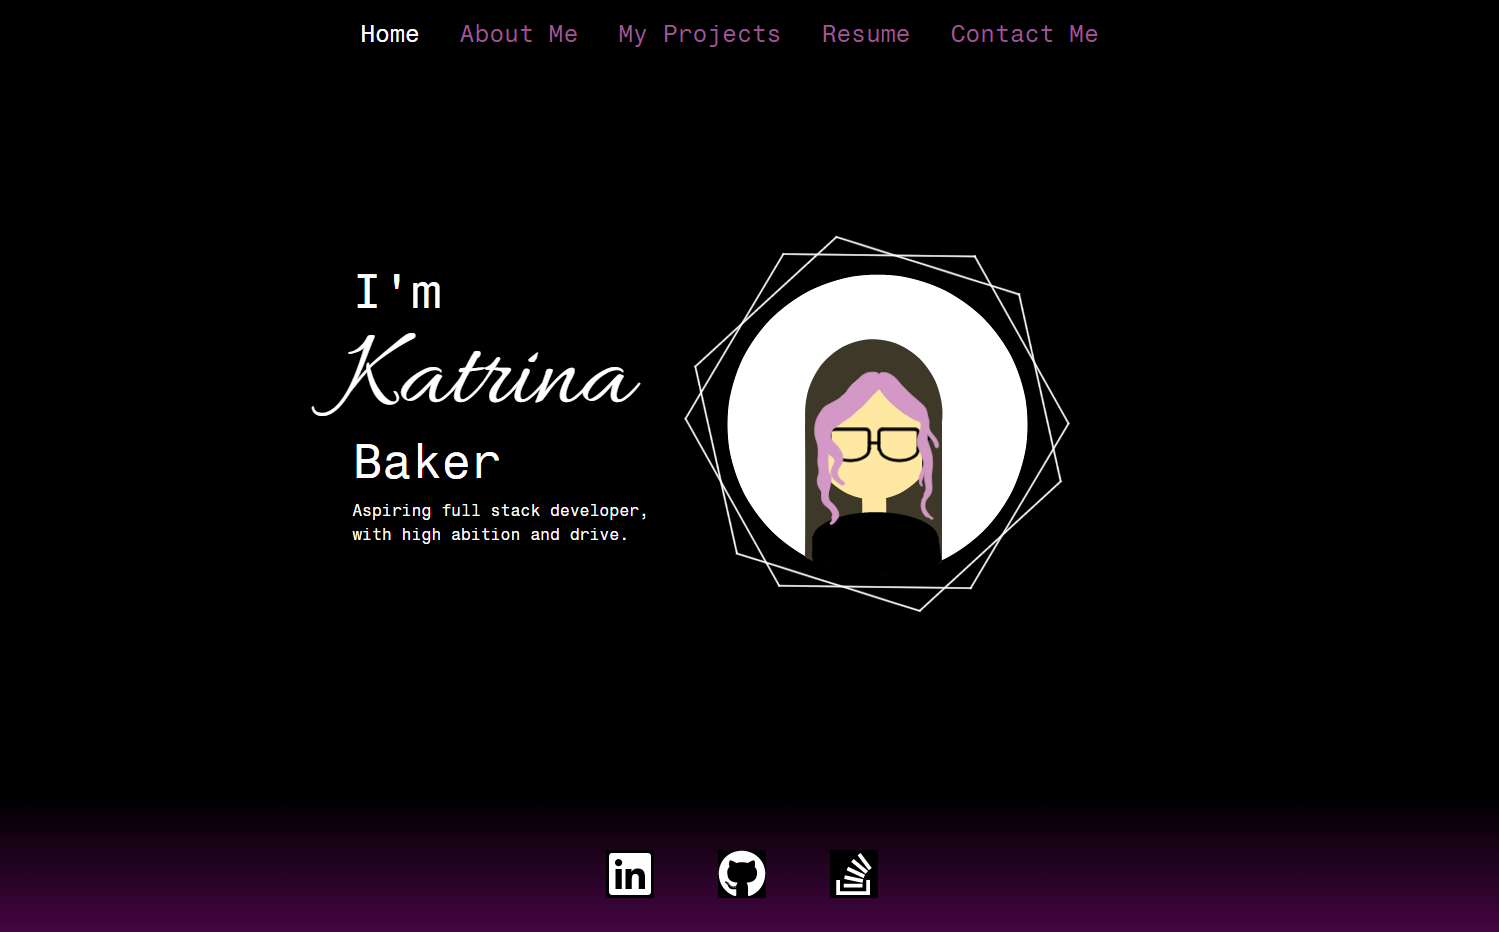 Home About Me My Projects Resume Contact Me
I'm
Katrina
Baker
Aspiring full stack developer,
with high abition and drive.
in